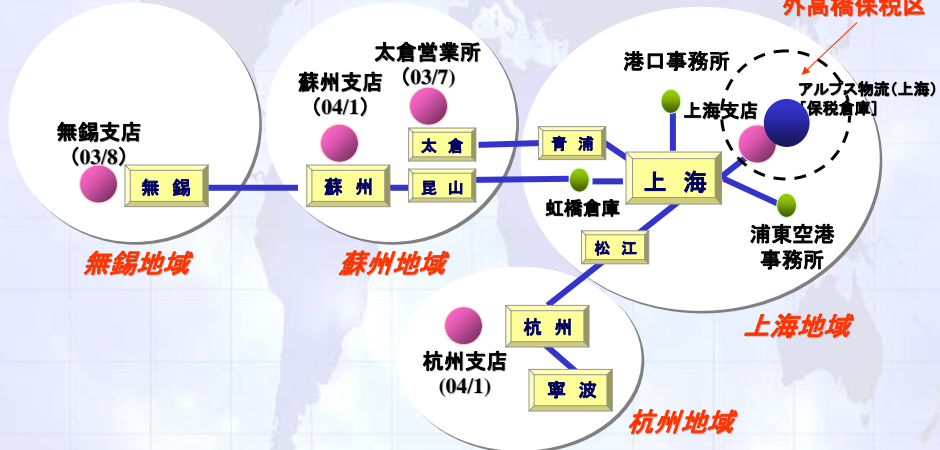 外高橋保税区
太倉営業所
（03/7)
港口事務所
蘇州支店
（04/1）
アルプス物流（上海）
[保税倉庫]
上海支店
無錫支店
（03/8）
太 倉
青 浦
無 錫
蘇 州
昆 山
上 海
虹橋倉庫
浦東空港
事務所
松 江
無錫地域
蘇州地域
上海地域
杭 州
杭州支店
(04/1)
寧 波
杭州地域